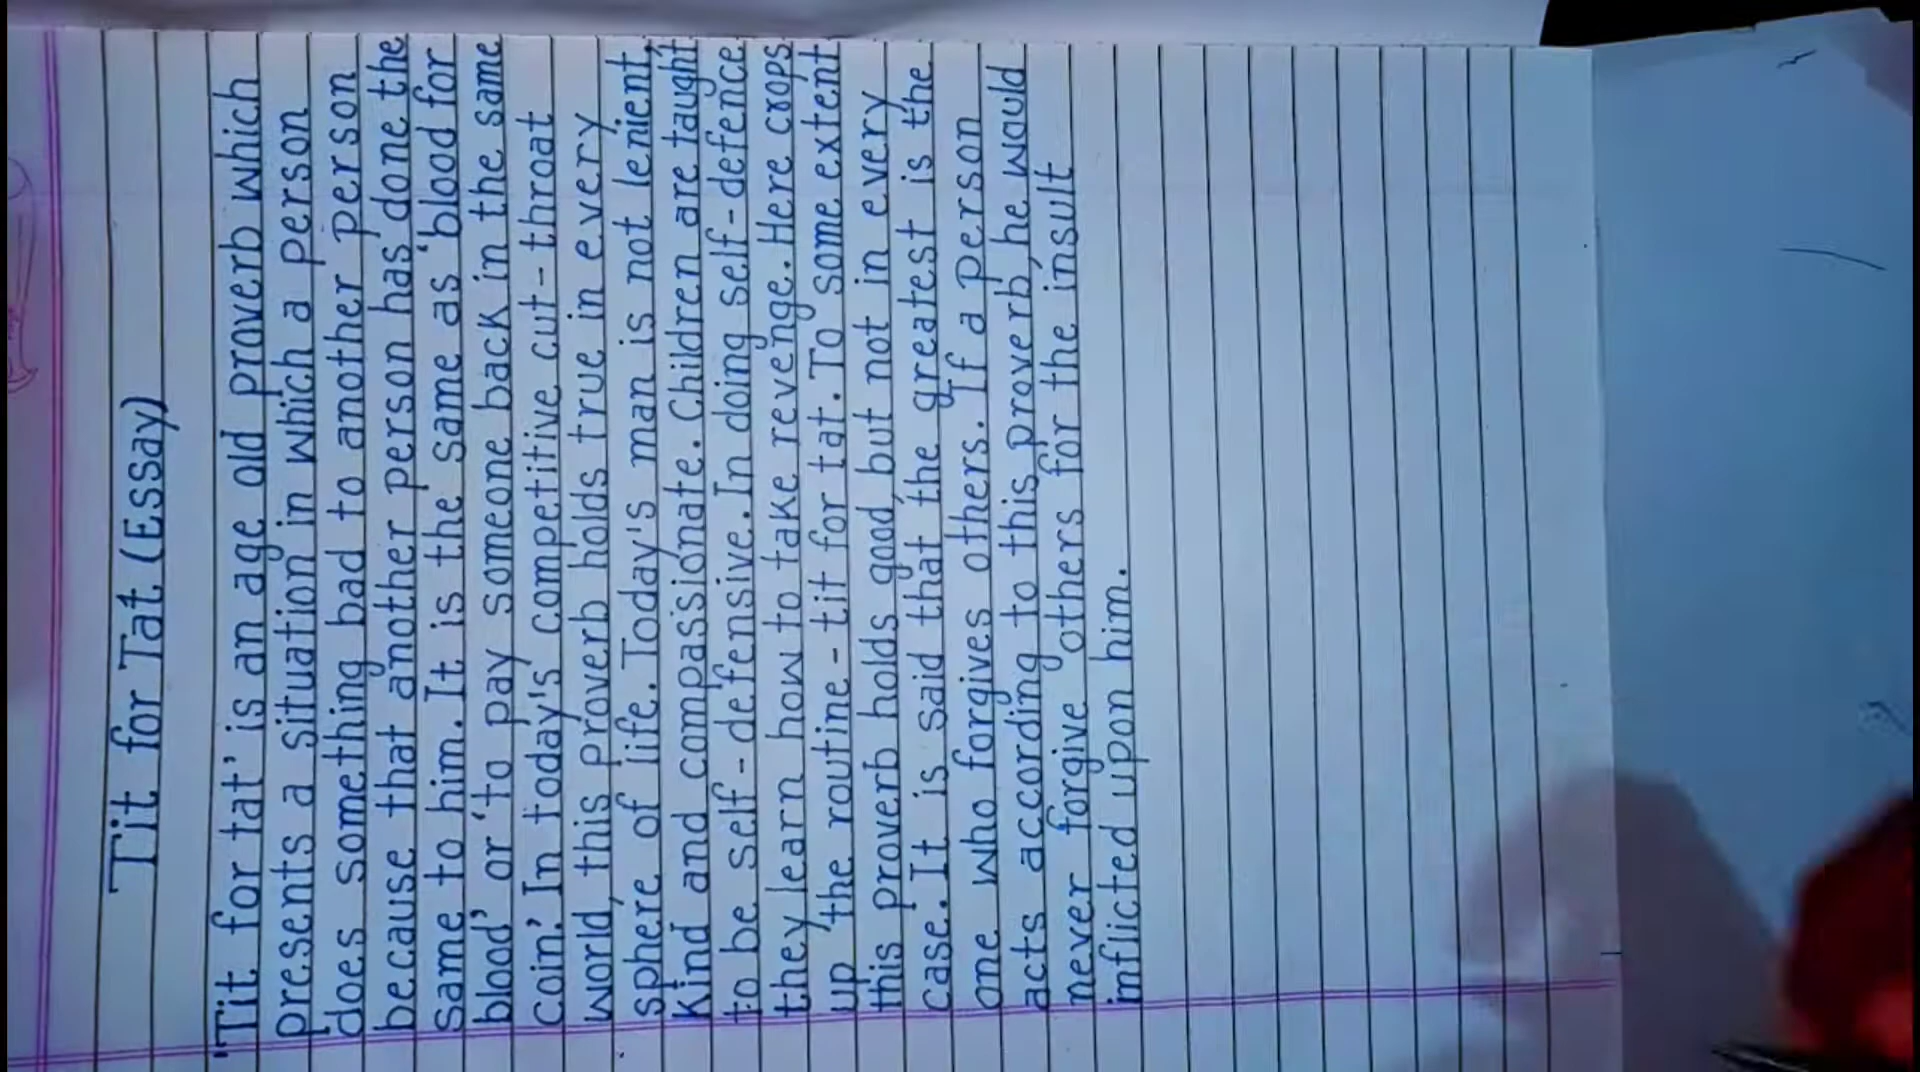 Tit for Tat (Essay)
'Tit for tat' is an age old proverb which
presents a situation in which a person
does something bad to another person
because that another person has done the
same to him. It is the same as 'blood for
blood' or 'to pay someone back in the same
coin.' In today's competitive cut-throat
world, this proverb holds true in every
sphere of life. Today's man is not lenient,
kind and compassionate. Children are taught
to be self-defensive. In doing self-defence,
they learn how to take revenge. Here crops
up the routine - tit for tat. To some extent
this proverb holds good, but not in every
case. It is said that the greatest is the
one who forgives others. If a person
acts according to this proverb, he would
never forgive others for the insult
inflicted upon him.